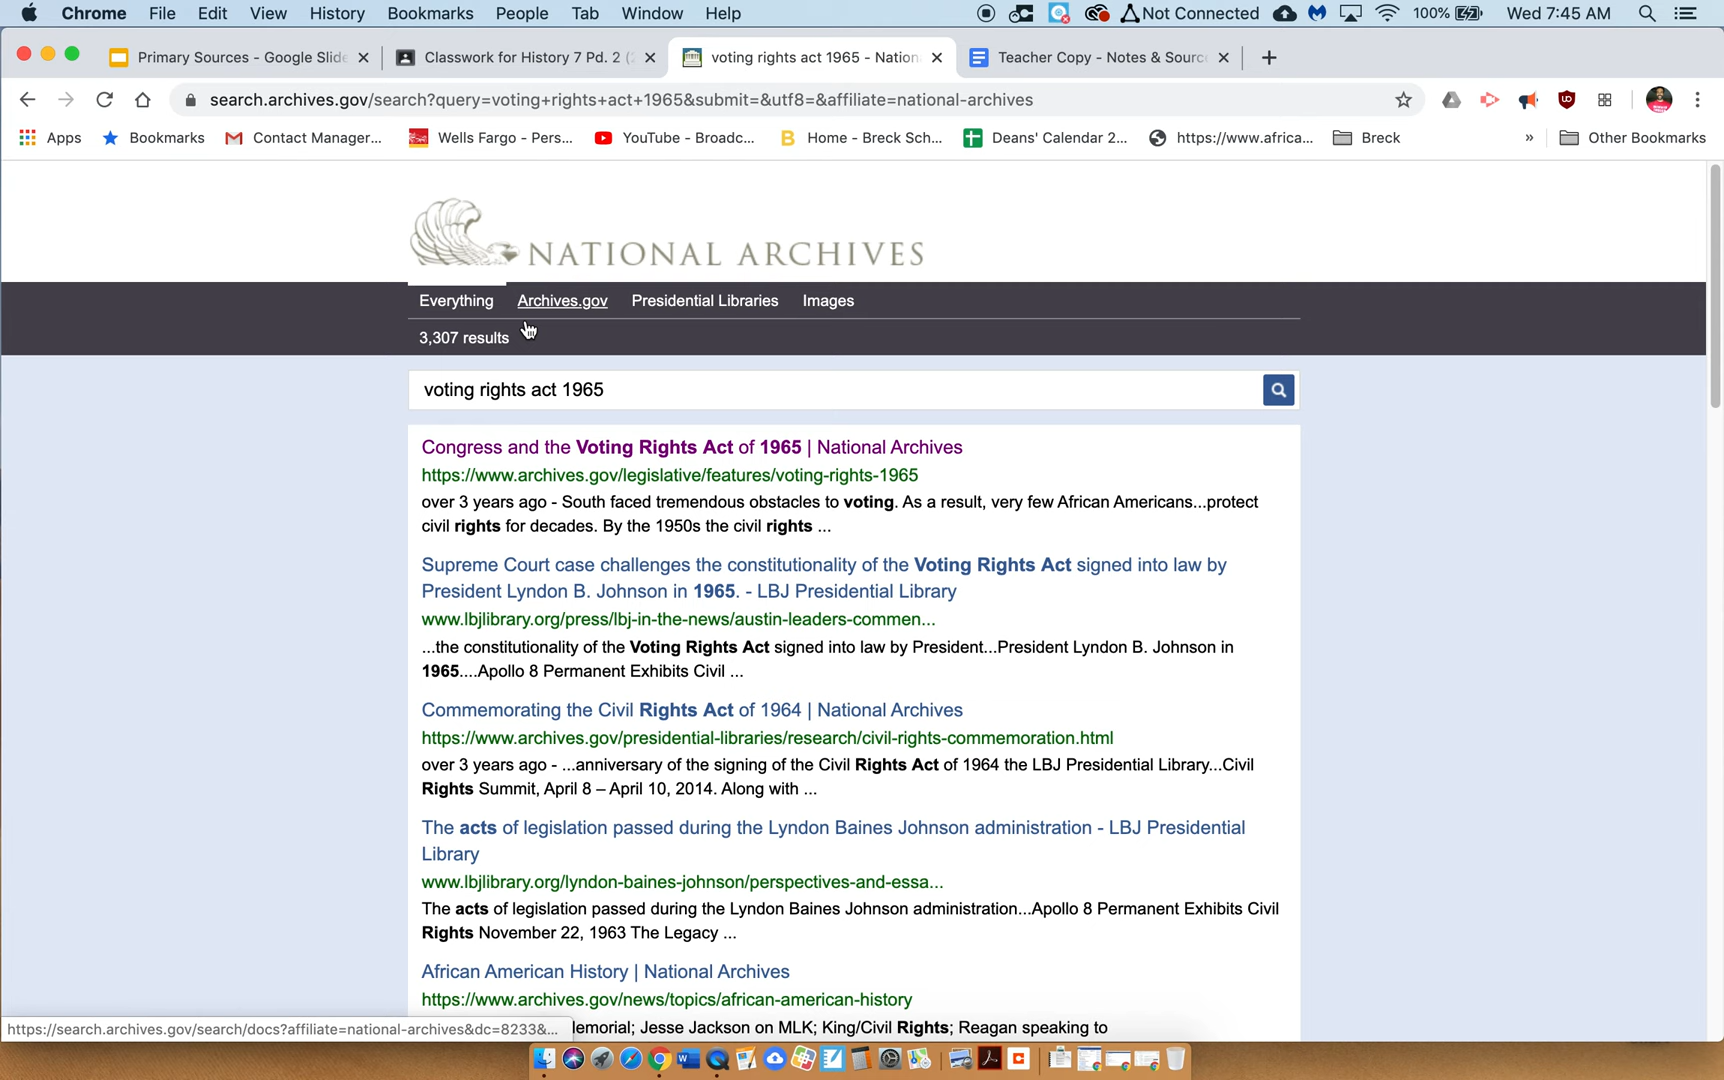 Chrome File Edit View History Bookmarks People Tab Window Help Not Connected 100% Wed 7:45 AM
Primary Sources - Google Slide Classwork for History 7 Pd. 2 ( voting rights act 1965 - Nation Teacher Copy - Notes & Sourc
search.archives.gov/search?query=voting+rights+act+1965&submit=&utf8=&affiliate=national-archives
Apps Bookmarks Contact Manager... Wells Fargo - Pers... YouTube - Broadc... Home - Breck Sch... Deans' Calendar 2... https://www.africa... Breck » Other Bookmarks
NATIONAL ARCHIVES
Everything Archives.gov Presidential Libraries Images
3,307 results
voting rights act 1965
Congress and the Voting Rights Act of 1965 | National Archives
https://www.archives.gov/legislative/features/voting-rights-1965
over 3 years ago - South faced tremendous obstacles to voting. As a result, very few African Americans...protect
civil rights for decades. By the 1950s the civil rights ...
Supreme Court case challenges the constitutionality of the Voting Rights Act signed into law by
President Lyndon B. Johnson in 1965. - LBJ Presidential Library
www.lbjlibrary.org/press/lbj-in-the-news/austin-leaders-commen...
...the constitutionality of the Voting Rights Act signed into law by President...President Lyndon B. Johnson in
1965....Apollo 8 Permanent Exhibits Civil ...
Commemorating the Civil Rights Act of 1964 | National Archives
https://www.archives.gov/presidential-libraries/research/civil-rights-commemoration.html
over 3 years ago - ...anniversary of the signing of the Civil Rights Act of 1964 the LBJ Presidential Library...Civil
Rights Summit, April 8 – April 10, 2014. Along with ...
The acts of legislation passed during the Lyndon Baines Johnson administration - LBJ Presidential
Library
www.lbjlibrary.org/lyndon-baines-johnson/perspectives-and-essa...
The acts of legislation passed during the Lyndon Baines Johnson administration...Apollo 8 Permanent Exhibits Civil
Rights November 22, 1963 The Legacy ...
African American History | National Archives
https://www.archives.gov/news/topics/african-american-history
https://search.archives.gov/search/docs?affiliate=national-archives&dc=8233&... Jesse Jackson on MLK; King/Civil Rights; Reagan speaking to